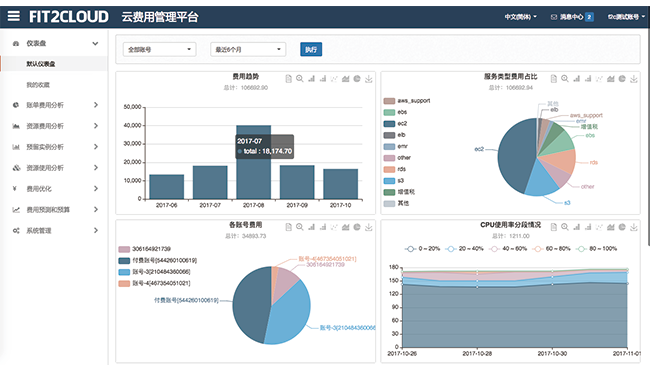 FIT2CLOUD 云费用管理平台
中文(简体) 消息中心 2 f2c测试账号
仪表盘
默认仪表盘
我的收藏
账单费用分析
资源费用分析
预留实例分析
资源使用分析
费用优化
费用预测和预算
系统管理
全部账号 最近6个月 执行
费用趋势
总计: 106692.90
50,000
40,000
30,000
20,000
10,000
0
2017-07
total : 18,174.70
2017-06 2017-07 2017-08 2017-09 2017-10
服务类型费用占比
总计: 106692.94
aws_support
ebs
ec2
elb
emr
other
rds
s3
增值税
其他
其他
elb
aws_support
emr
增值税
ebs
rds
other
s3
ec2
各账号费用
总计: 34893.73
306164921739
付费账号[544260100619]
账号-3[210484360066]
账号-4[467354051021]
账号-4[467354051021]
306164921739
付费账号[544260100619]
账号-3[210484360066
CPU使用率分段情况
总计: 1211.00
0 ~ 20% 20 ~ 40% 40 ~ 60% 60 ~ 80% 80 ~ 100%
180
150
120
90
60
30
0
2017-10-26 2017-10-28 2017-10-30 2017-11-01